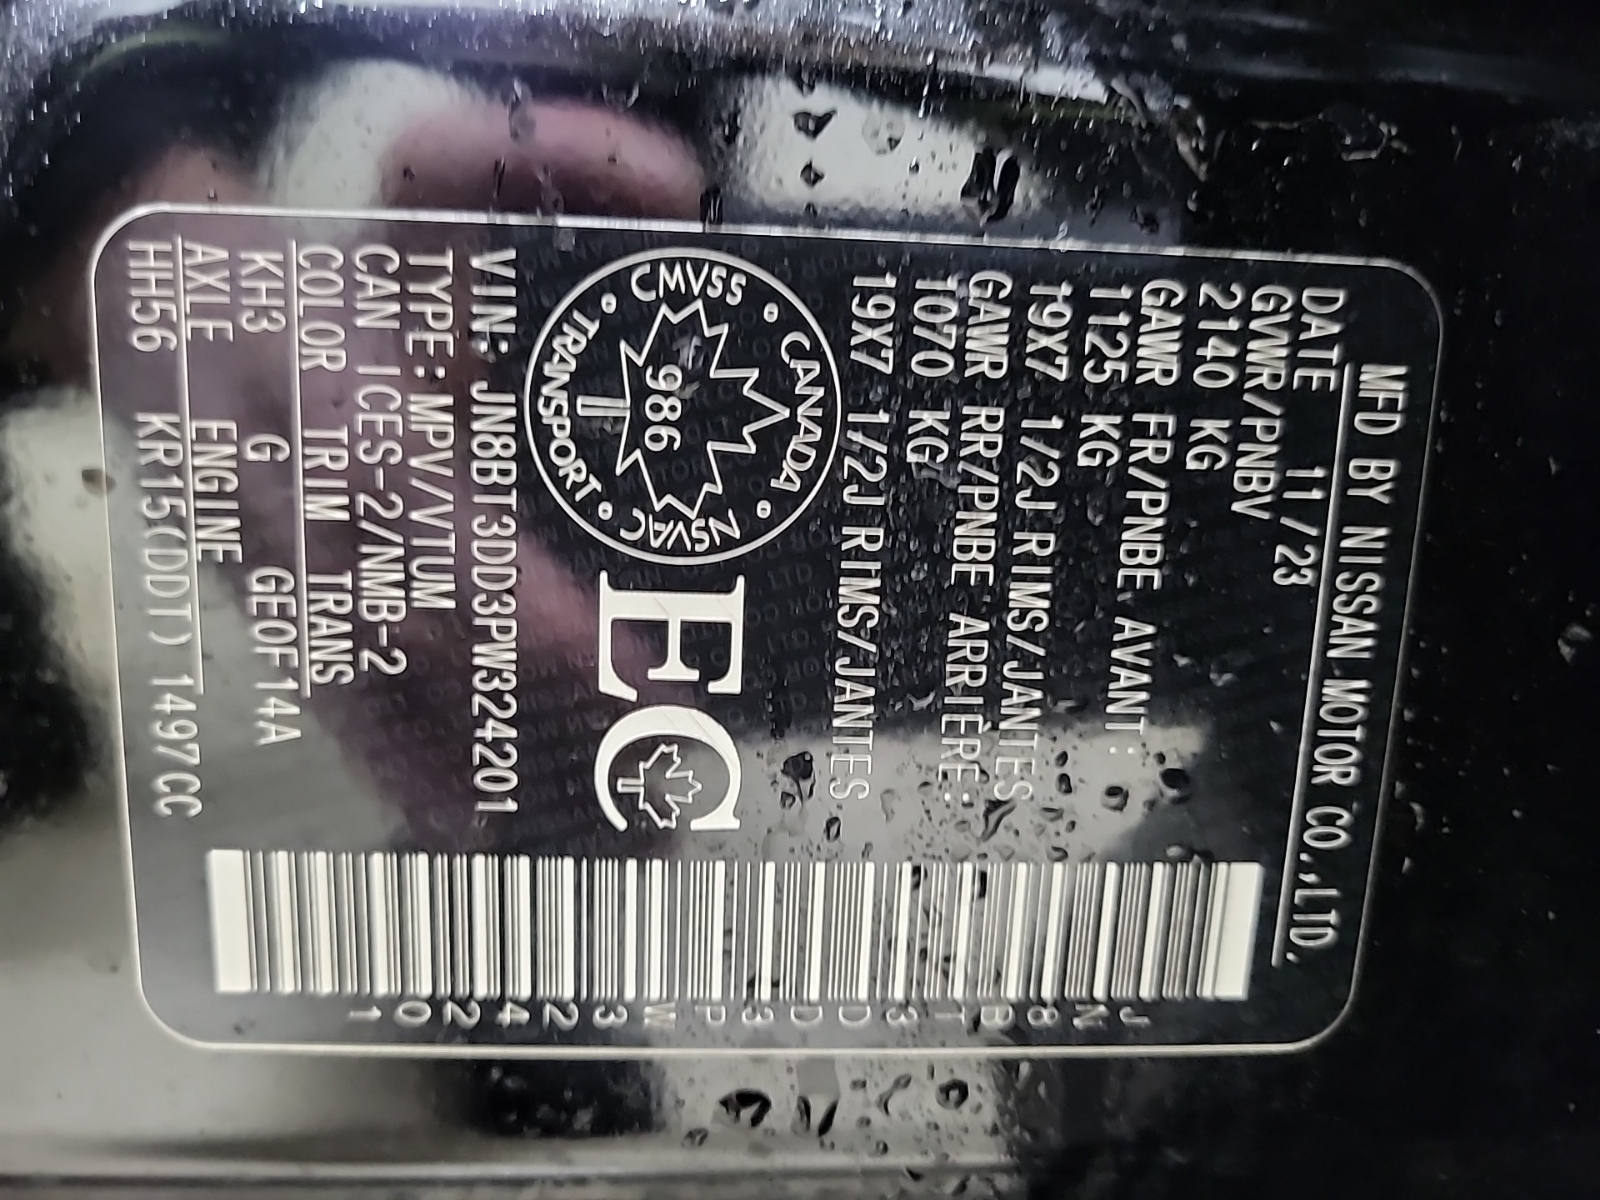 MFD BY NISSAN MOTOR CO.,LTD.
DATE 11/23
GVWR/PNBV
2140 KG
GAWR FR/PNBE AVANT:
1125 KG
19X7 1/2J RIMS/JANTES
GAWR RR/PNBE ARRIÈRE:
1070 KG
19X7 1/2J RIMS/JANTES
CANADA
CMVSS
NSVAC
TRANSPORT
986
EC
VIN: JN8BT3DD3PW324201
TYPE: MPV/VTUM
CAN ICES-2/NMB-2
COLOR TRIM TRANS
KH3 G GEOF14A
AXLE ENGINE
HH56 KR15(DDT) 1497CC
JN8BT3DD3PW324201